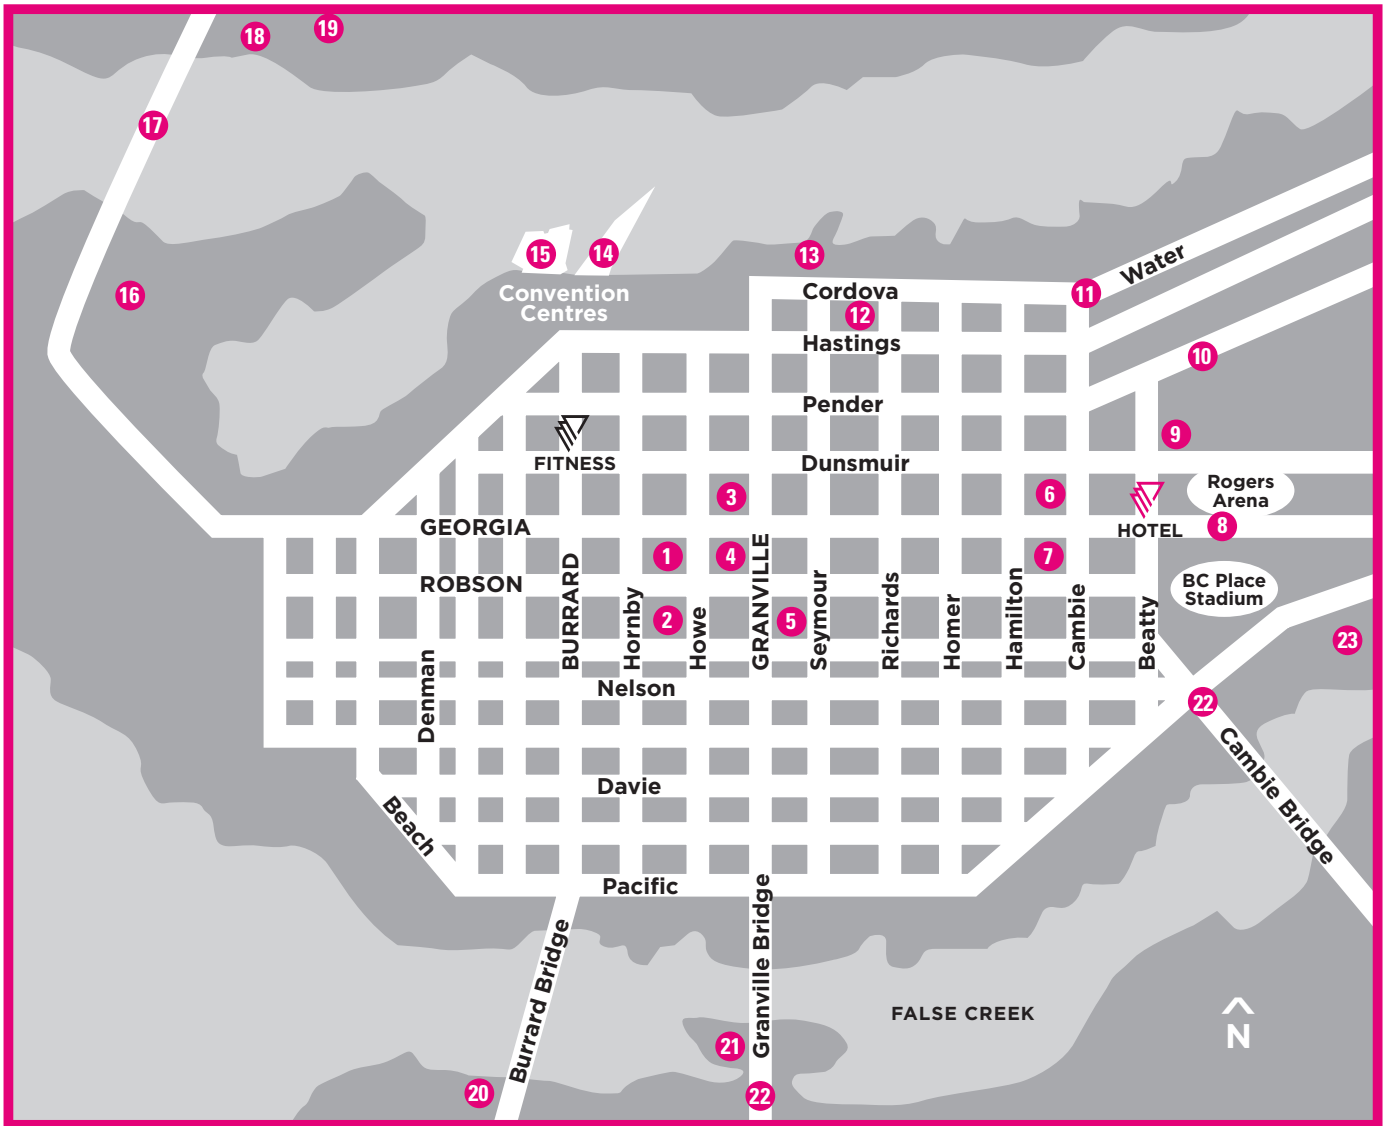 19
18
17
15
14
13
16
Convention
Centres
Cordova
11
Water
12
Hastings
10
Pender
9
FITNESS
Dunsmuir
3
6
Rogers
Arena
HOTEL
8
GEORGIA
1
4
7
ROBSON
BC Place
Stadium
2
5
23
BURRARD
Hornby
Howe
GRANVILLE
Seymour
Richards
Homer
Hamilton
Cambie
Beatty
Denman
Nelson
22
Cambie Bridge
Davie
Beach
Pacific
Burrard Bridge
Granville Bridge
FALSE CREEK
N
21
20
22